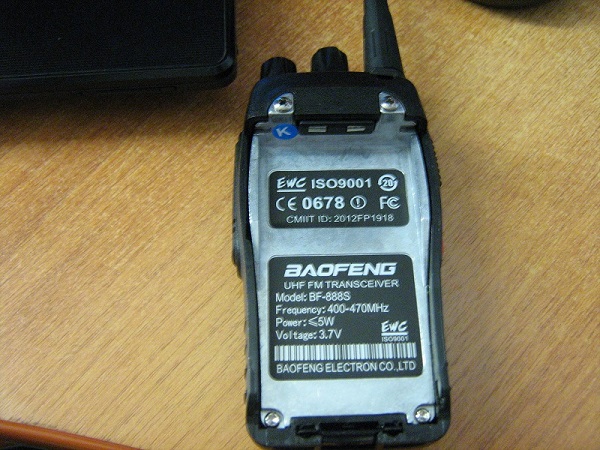 K
EWC ISO9001 20
CE 0678 FC
CMIIT ID: 2012FP1918
BAOFENG
UHF FM TRANSCEIVER
Model: BF-888S
Frequency: 400-470MHz
Power: ≤5W
Voltage: 3.7V
EWC
ISO9001
BAOFENG ELECTRON CO.,LTD